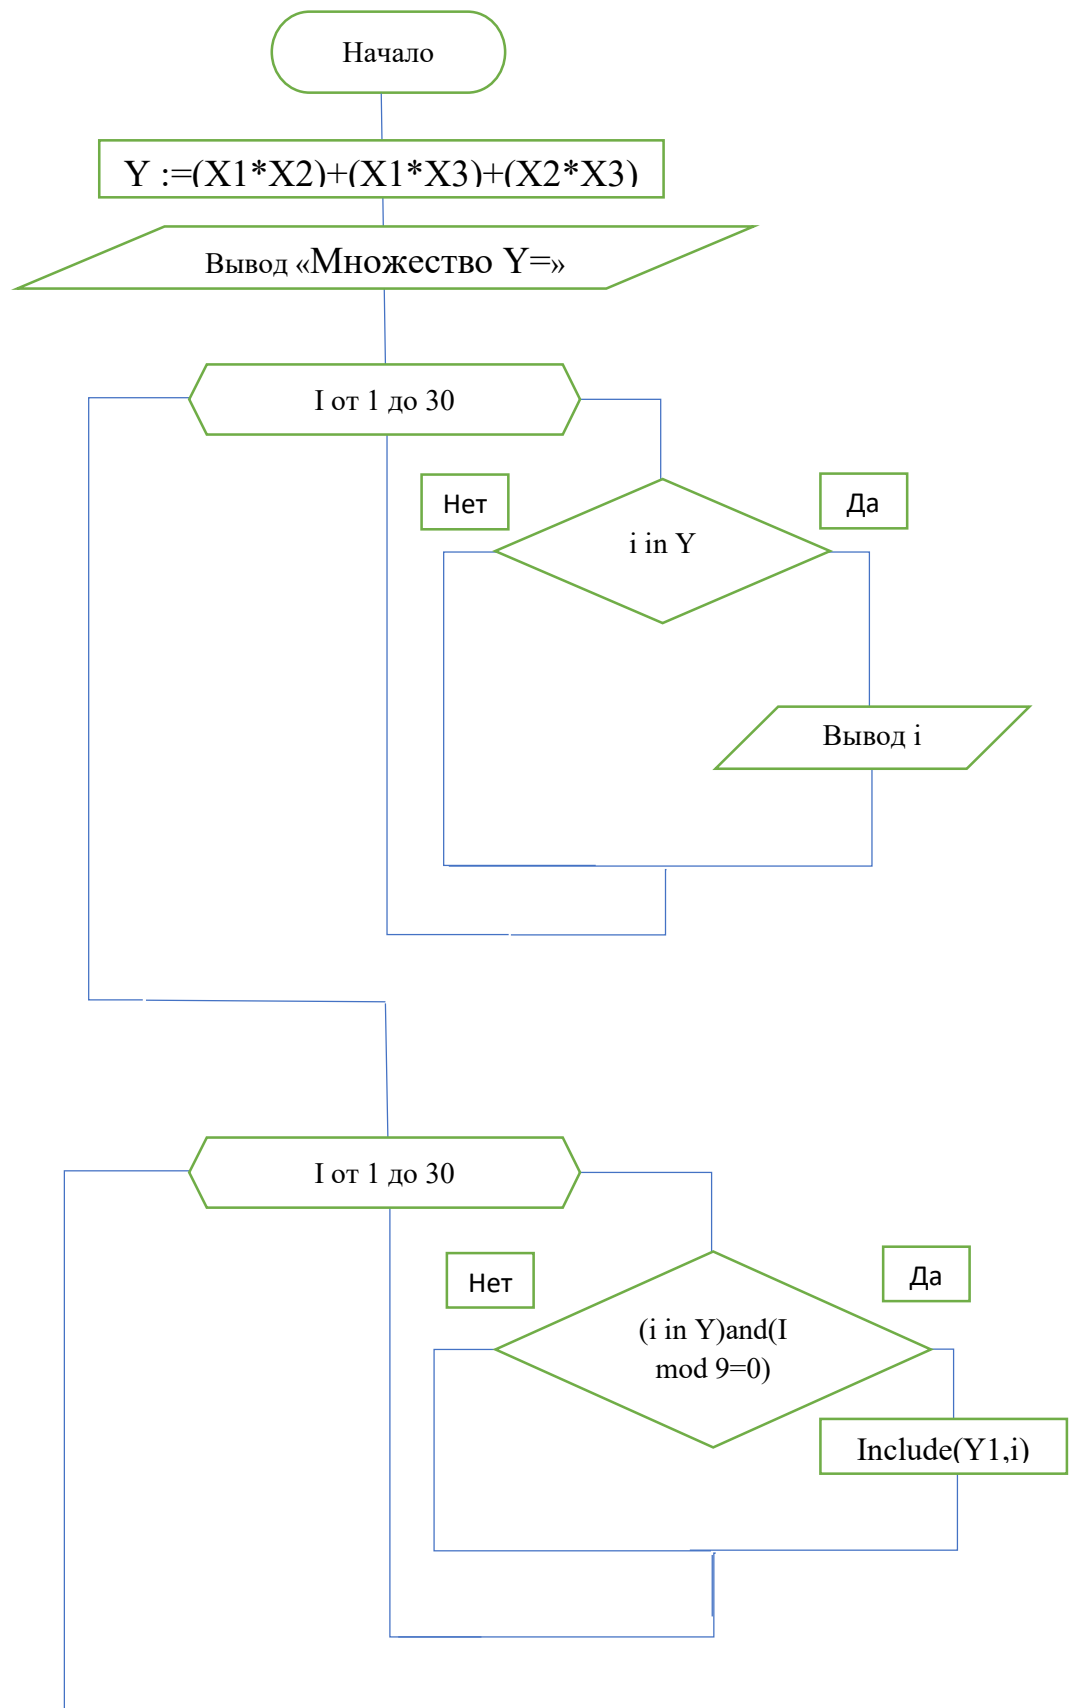 Начало
Y :=(X1*X2)+(X1*X3)+(X2*X3)
Вывод «Множество Y=»
I от 1 до 30
Нет
Да
i in Y
Вывод i
I от 1 до 30
Нет
Да
(i in Y)and(I
mod 9=0)
Include(Y1,i)